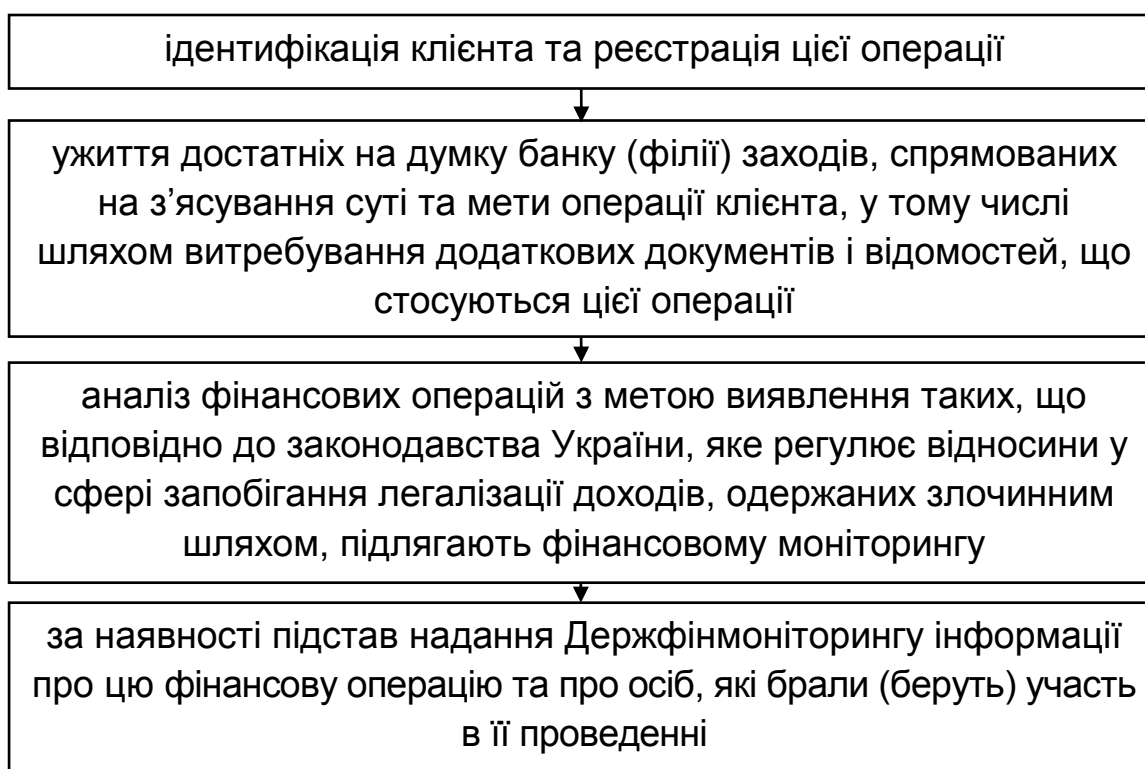 ідентифікація клієнта та реєстрація цієї операції
ужиття достатніх на думку банку (філії) заходів, спрямованих
на з’ясування суті та мети операції клієнта, у тому числі
шляхом витребування додаткових документів і відомостей, що
стосуються цієї операції
аналіз фінансових операцій з метою виявлення таких, що
відповідно до законодавства України, яке регулює відносини у
сфері запобігання легалізації доходів, одержаних злочинним
шляхом, підлягають фінансовому моніторингу
за наявності підстав надання Держфінмоніторингу інформації
про цю фінансову операцію та про осіб, які брали (беруть) участь
в її проведенні